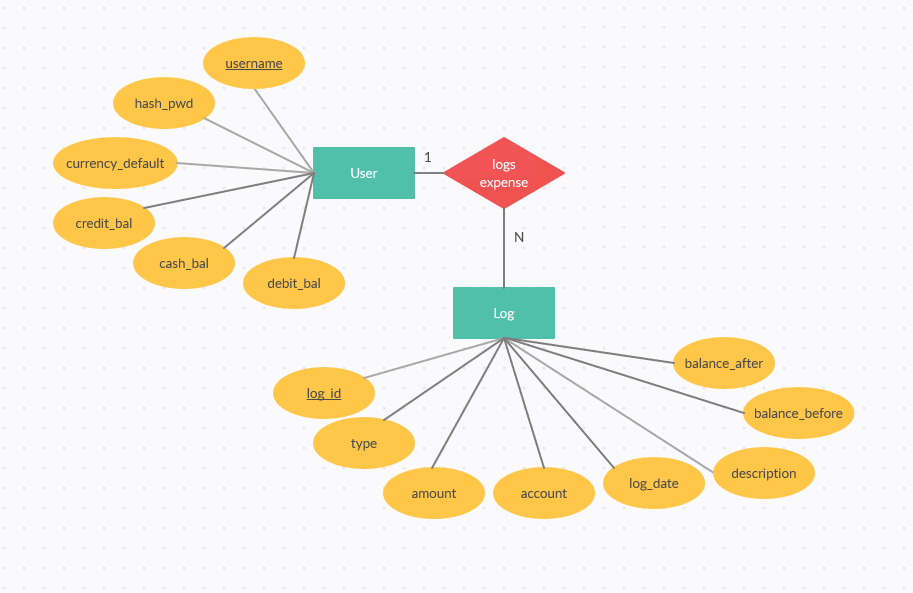 username
hash_pwd
currency_default
credit_bal
cash_bal
debit_bal
User
1
logs
expense
N
Log
log_id
type
amount
account
log_date
description
balance_before
balance_after